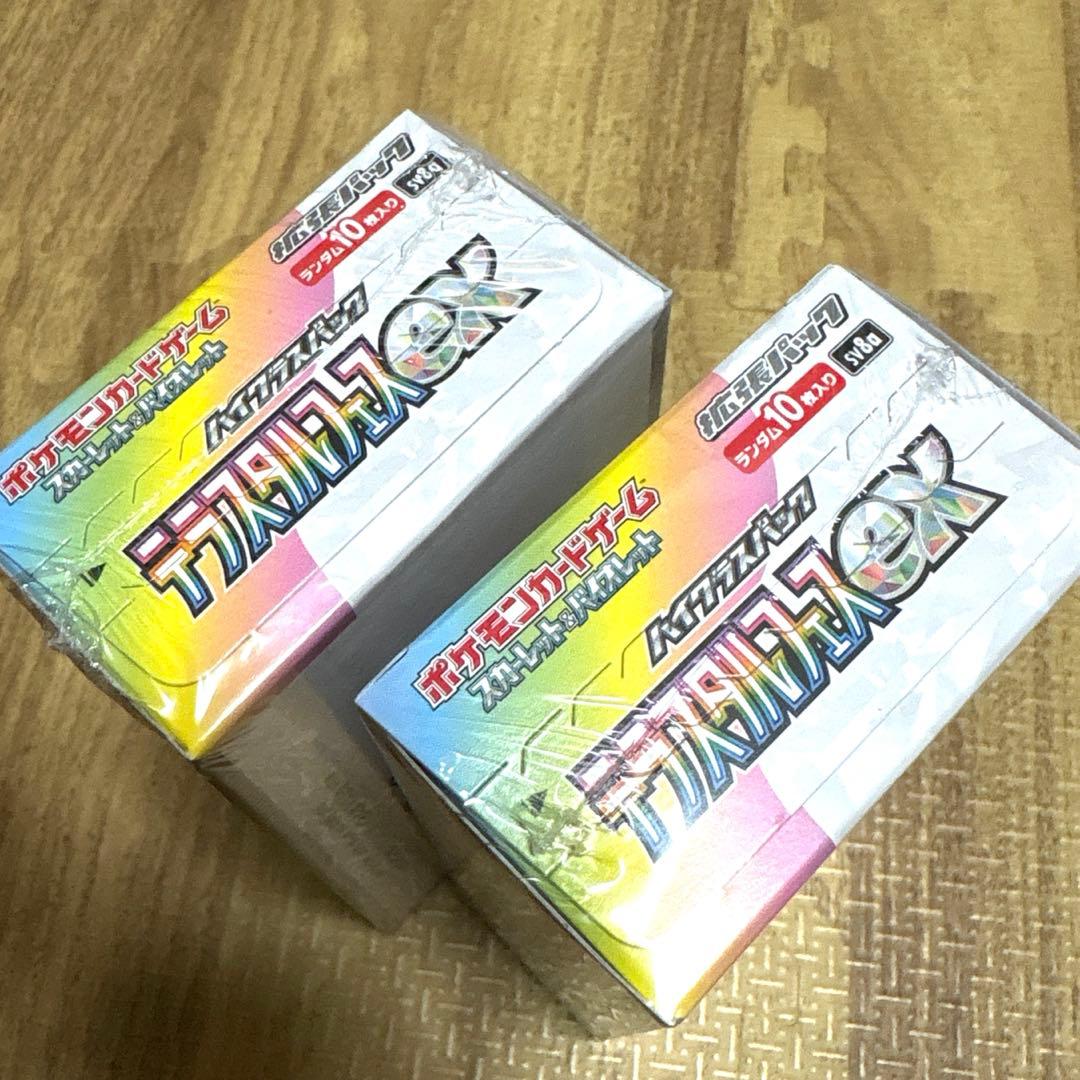 拡張パック
sv8a
ランダム10枚入り
ポケモンカードゲーム
スカーレット&バイオレット
ハイクラスパック
テラスタルフェスex
拡張パック
sv8a
ランダム10枚入り
ポケモンカードゲーム
スカーレット&バイオレット
ハイクラスパック
テラスタルフェスex